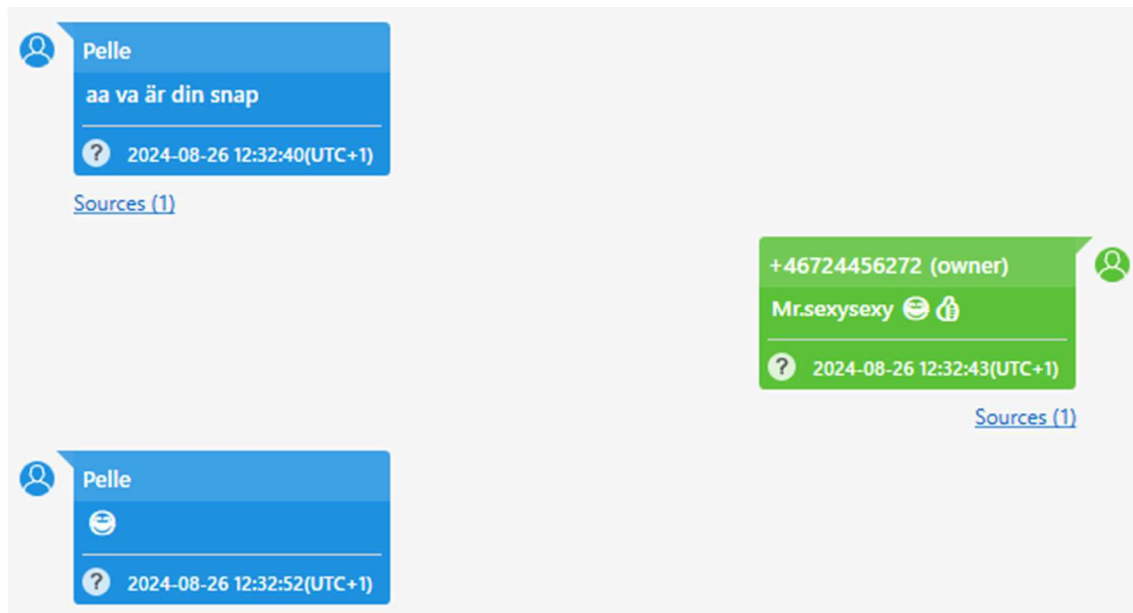 Pelle
aa va är din snap
? 2024-08-26 12:32:40(UTC+1)
Sources (1)
+46724456272 (owner)
Mr.sexysexy 😁👍
? 2024-08-26 12:32:43(UTC+1)
Sources (1)
Pelle
😁
? 2024-08-26 12:32:52(UTC+1)